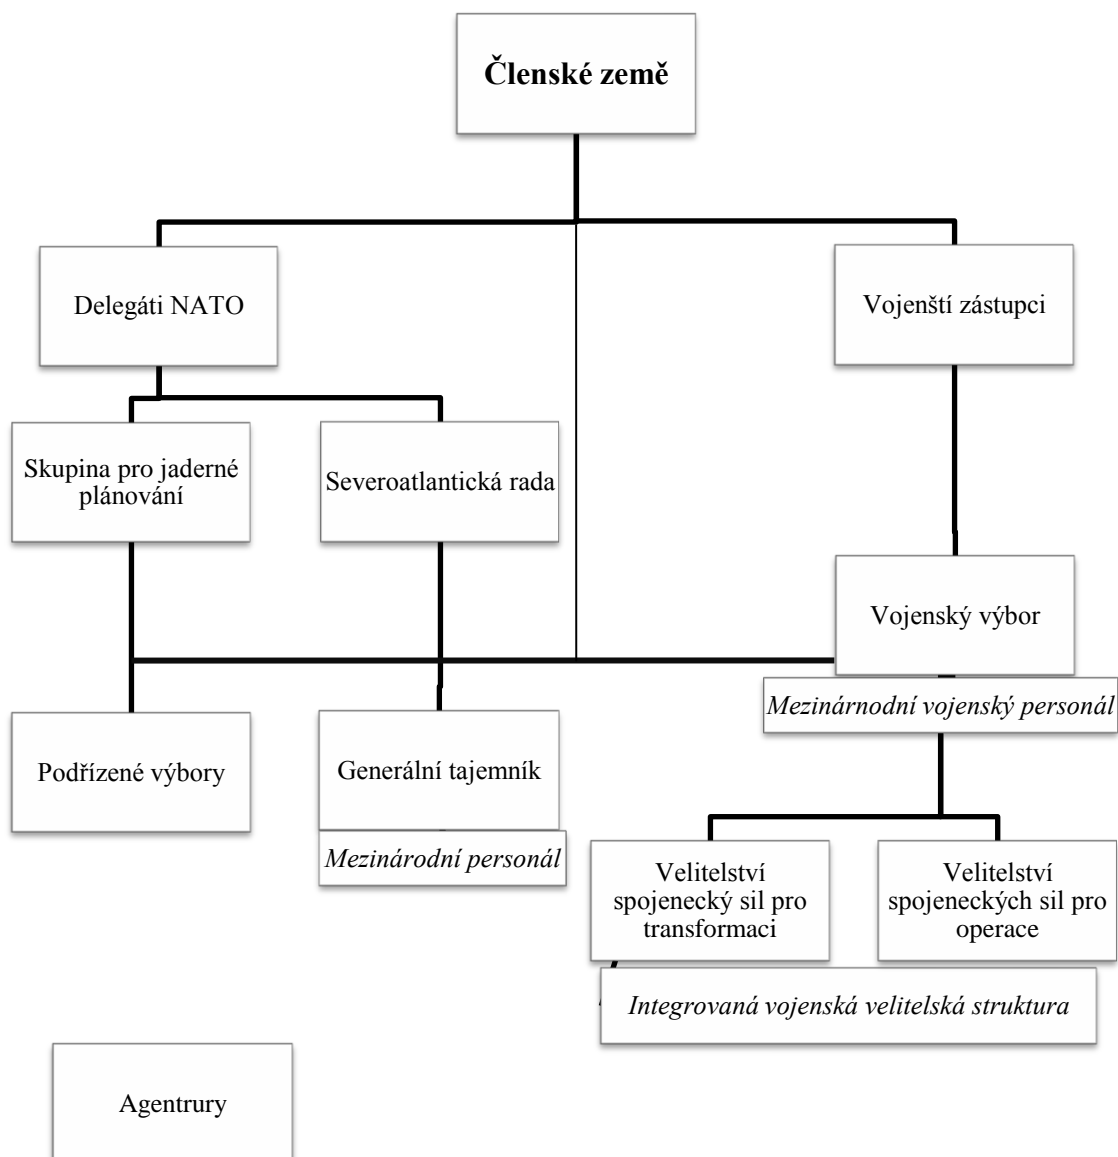 Členské země
Delegáti NATO
Vojenští zástupci
Skupina pro jaderné
plánování
Severoatlantická rada
Vojenský výbor
Mezinárnodní vojenský personál
Podřízené výbory
Generální tajemník
Mezinárodní personál
Velitelství
spojenecký sil pro
transformaci
Velitelství
spojeneckých sil pro
operace
Integrovaná vojenská velitelská struktura
Agentrury